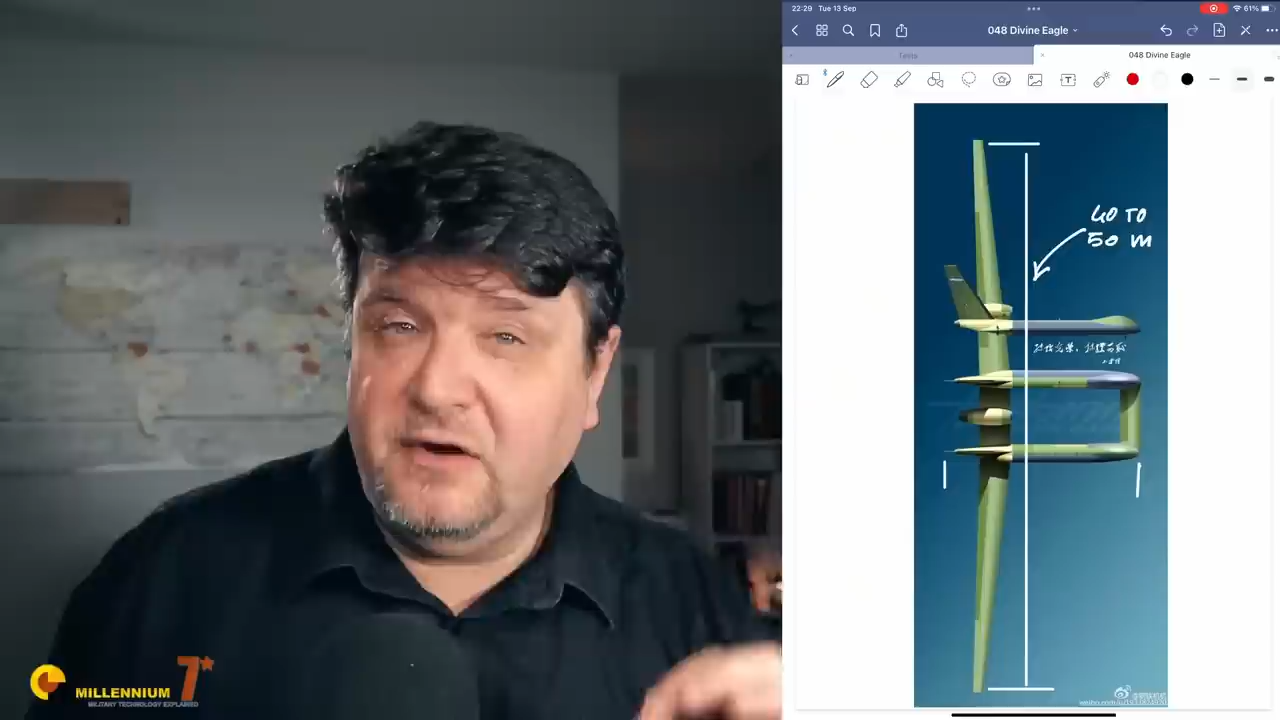 22:29 Tue 13 Sep
61%
048 Divine Eagle
Tests
048 Divine Eagle
T
40 TO
50 m
MILLENNIUM 7*
MILITARY TECHNOLOGY EXPLAINED